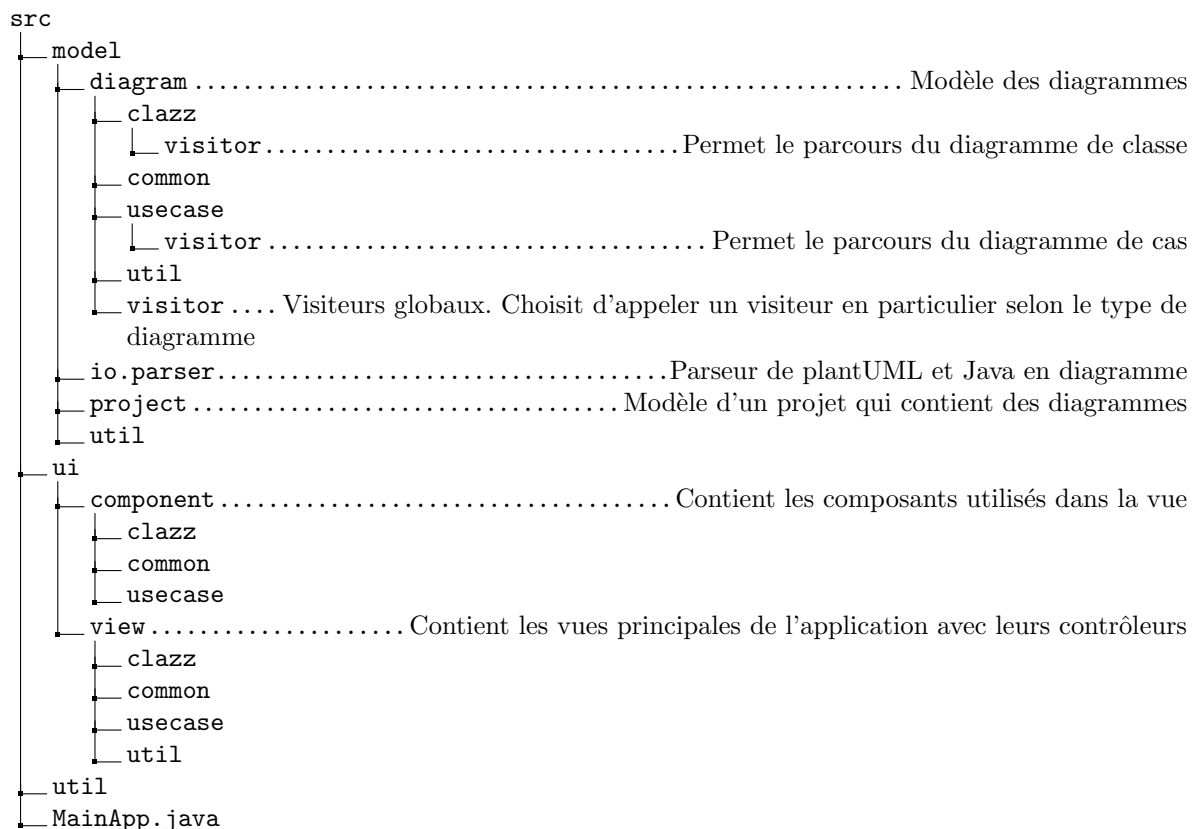 src
model
diagram ........................................................ Modèle des diagrammes
clazz
visitor.................................Permet le parcours du diagramme de classe
common
usecase
visitor................................... Permet le parcours du diagramme de cas
util
visitor .... Visiteurs globaux. Choisit d'appeler un visiteur en particulier selon le type de
diagramme
io.parser....................................Parseur de plantUML et Java en diagramme
project.................................. Modèle d'un projet qui contient des diagrammes
util
ui
component....................................Contient les composants utilisés dans la vue
clazz
common
usecase
view.....................Contient les vues principales de l'application avec leurs contrôleurs
clazz
common
usecase
util
util
MainApp.java